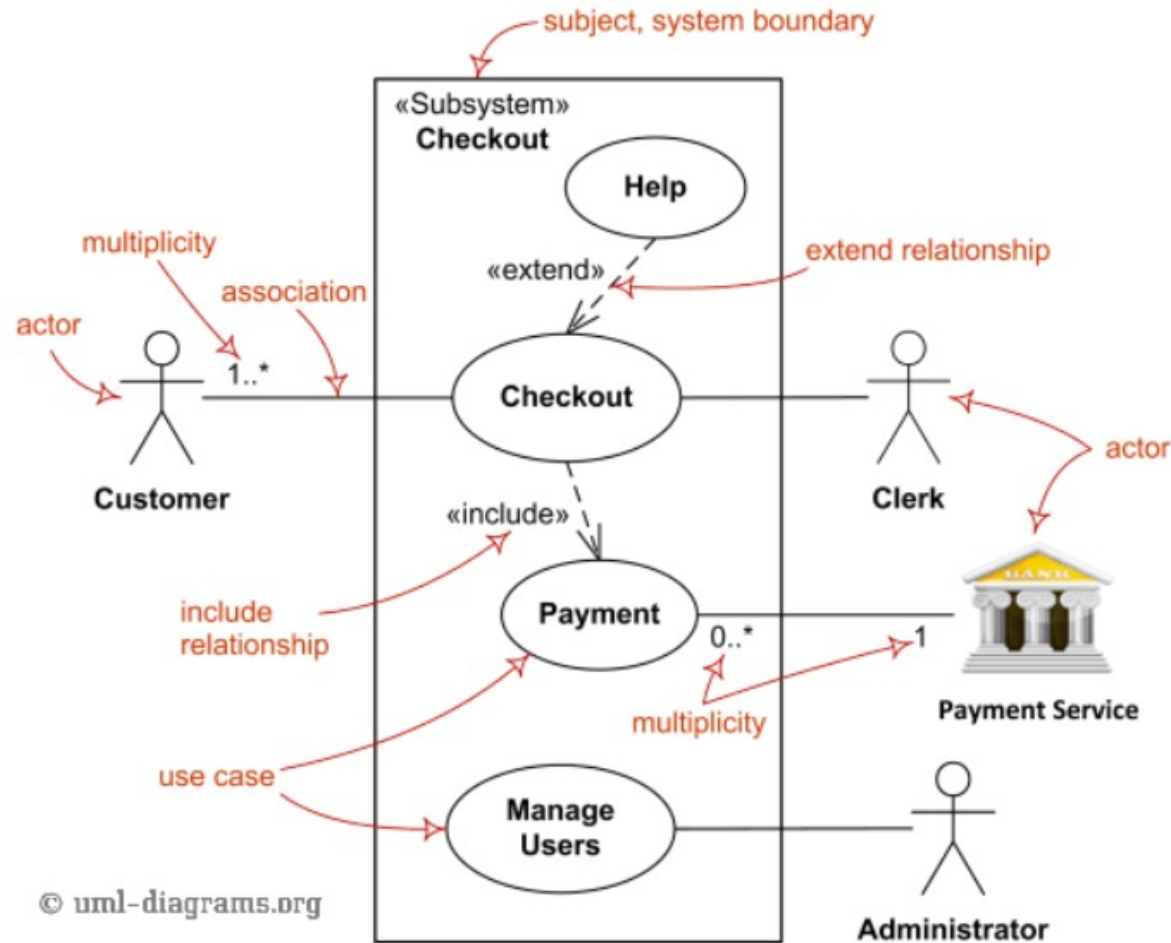 subject, system boundary
«Subsystem»
Checkout
Help
multiplicity
«extend»
extend relationship
association
actor
1..*
Checkout
Customer
Clerk
actor
«include»
BANK
include
relationship
Payment
0..*
1
multiplicity
Payment Service
use case
Manage
Users
© uml-diagrams.org
Administrator